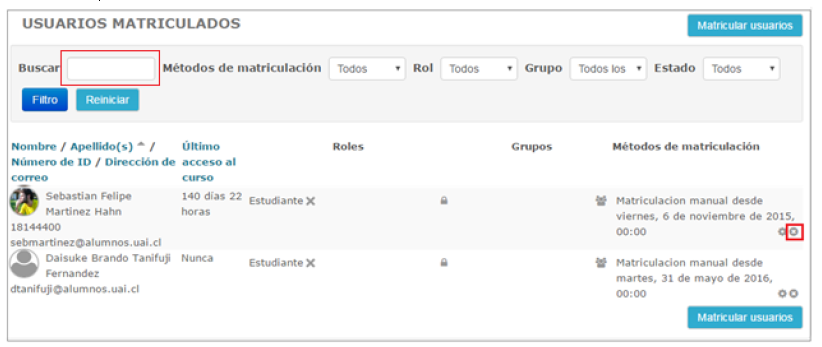 USUARIOS MATRICULADOS
Matricular usuarios
Buscar Métodos de matriculación Todos Rol Todos Grupo Todos los Estado Todos
Filtro Reiniciar
Nombre / Apellido(s) / Último Roles Grupos Métodos de matriculación
Número de ID / Dirección de acceso al
correo curso
Sebastian Felipe 140 días 22 Estudiante Matriculacion manual desde
Martinez Hahn horas viernes, 6 de noviembre de 2015,
18144400 00:00
sebmartinez@alumnos.uai.cl
Daisuke Brando Tanifuji Nunca Estudiante Matriculacion manual desde
Fernandez martes, 31 de mayo de 2016,
dtanifuji@alumnos.uai.cl 00:00
Matricular usuarios